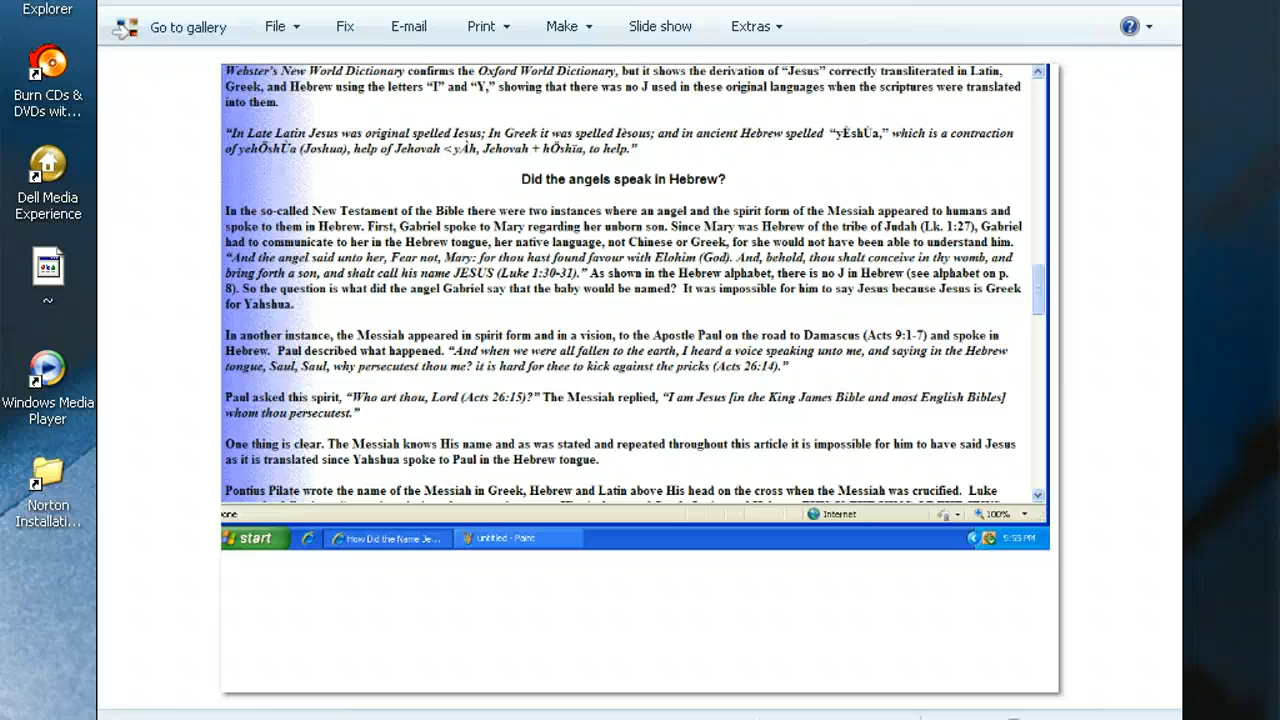 Explorer
Go to gallery File Fix E-mail Print Make Slide show Extras
Burn CDs &
DVDs wit...
Dell Media
Experience
~
Windows Media
Player
Norton
Installati...
Webster's New World Dictionary confirms the Oxford World Dictionary, but it shows the derivation of "Jesus" correctly transliterated in Latin,
Greek, and Hebrew using the letters "I" and "Y," showing that there was no J used in these original languages when the scriptures were translated
into them.
"In Late Latin Jesus was original spelled Iesus; In Greek it was spelled Ièsous; and in ancient Hebrew spelled "yÈshÜa," which is a contraction
of yehÕshÜa (Joshua), help of Jehovah < yÀh, Jehovah + hÕshïa, to help."
Did the angels speak in Hebrew?
In the so-called New Testament of the Bible there were two instances where an angel and the spirit form of the Messiah appeared to humans and
spoke to them in Hebrew. First, Gabriel spoke to Mary regarding her unborn son. Since Mary was Hebrew of the tribe of Judah (Lk. 1:27), Gabriel
had to communicate to her in the Hebrew tongue, her native language, not Chinese or Greek, for she would not have been able to understand him.
"And the angel said unto her, Fear not, Mary: for thou hast found favour with Elohim (God). And, behold, thou shalt conceive in thy womb, and
bring forth a son, and shalt call his name JESUS (Luke 1:30-31)." As shown in the Hebrew alphabet, there is no J in Hebrew (see alphabet on p.
8). So the question is what did the angel Gabriel say that the baby would be named? It was impossible for him to say Jesus because Jesus is Greek
for Yahshua.
In another instance, the Messiah appeared in spirit form and in a vision, to the Apostle Paul on the road to Damascus (Acts 9:1-7) and spoke in
Hebrew. Paul described what happened. "And when we were all fallen to the earth, I heard a voice speaking unto me, and saying in the Hebrew
tongue, Saul, Saul, why persecutest thou me? it is hard for thee to kick against the pricks (Acts 26:14)."
Paul asked this spirit, "Who art thou, Lord (Acts 26:15)?" The Messiah replied, "I am Jesus [in the King James Bible and most English Bibles]
whom thou persecutest."
One thing is clear. The Messiah knows His name and as was stated and repeated throughout this article it is impossible for him to have said Jesus
as it is translated since Yahshua spoke to Paul in the Hebrew tongue.
Pontius Pilate wrote the name of the Messiah in Greek, Hebrew and Latin above His head on the cross when the Messiah was crucified. Luke
one Internet 100%
start How Did the Name Je... untitled - Paint 5:55 PM